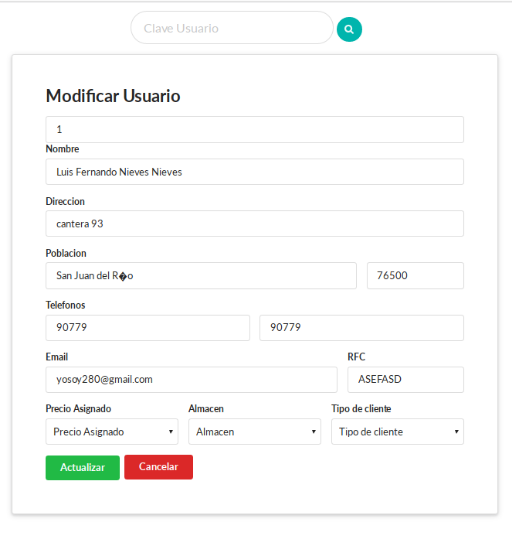 Clave Usuario
Modificar Usuario
1
Nombre
Luis Fernando Nieves Nieves
Direccion
cantera 93
Poblacion
San Juan del R�o 76500
Telefonos
90779 90779
Email RFC
yosoy280@gmail.com ASEFASD
Precio Asignado Almacen Tipo de cliente
Precio Asignado Almacen Tipo de cliente
Actualizar Cancelar